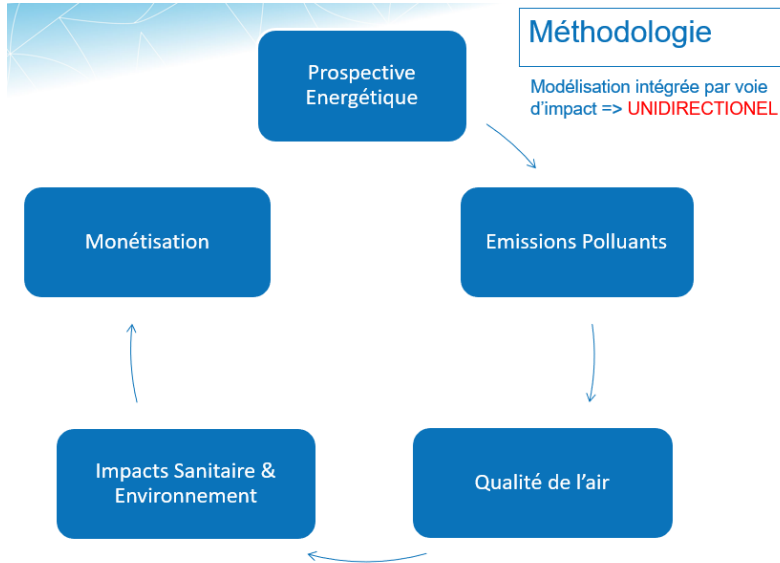 Méthodologie
Modélisation intégrée par voie
d'impact => UNIDIRECTIONEL
Prospective
Energétique
Emissions Polluants
Qualité de l'air
Impacts Sanitaire &
Environnement
Monétisation